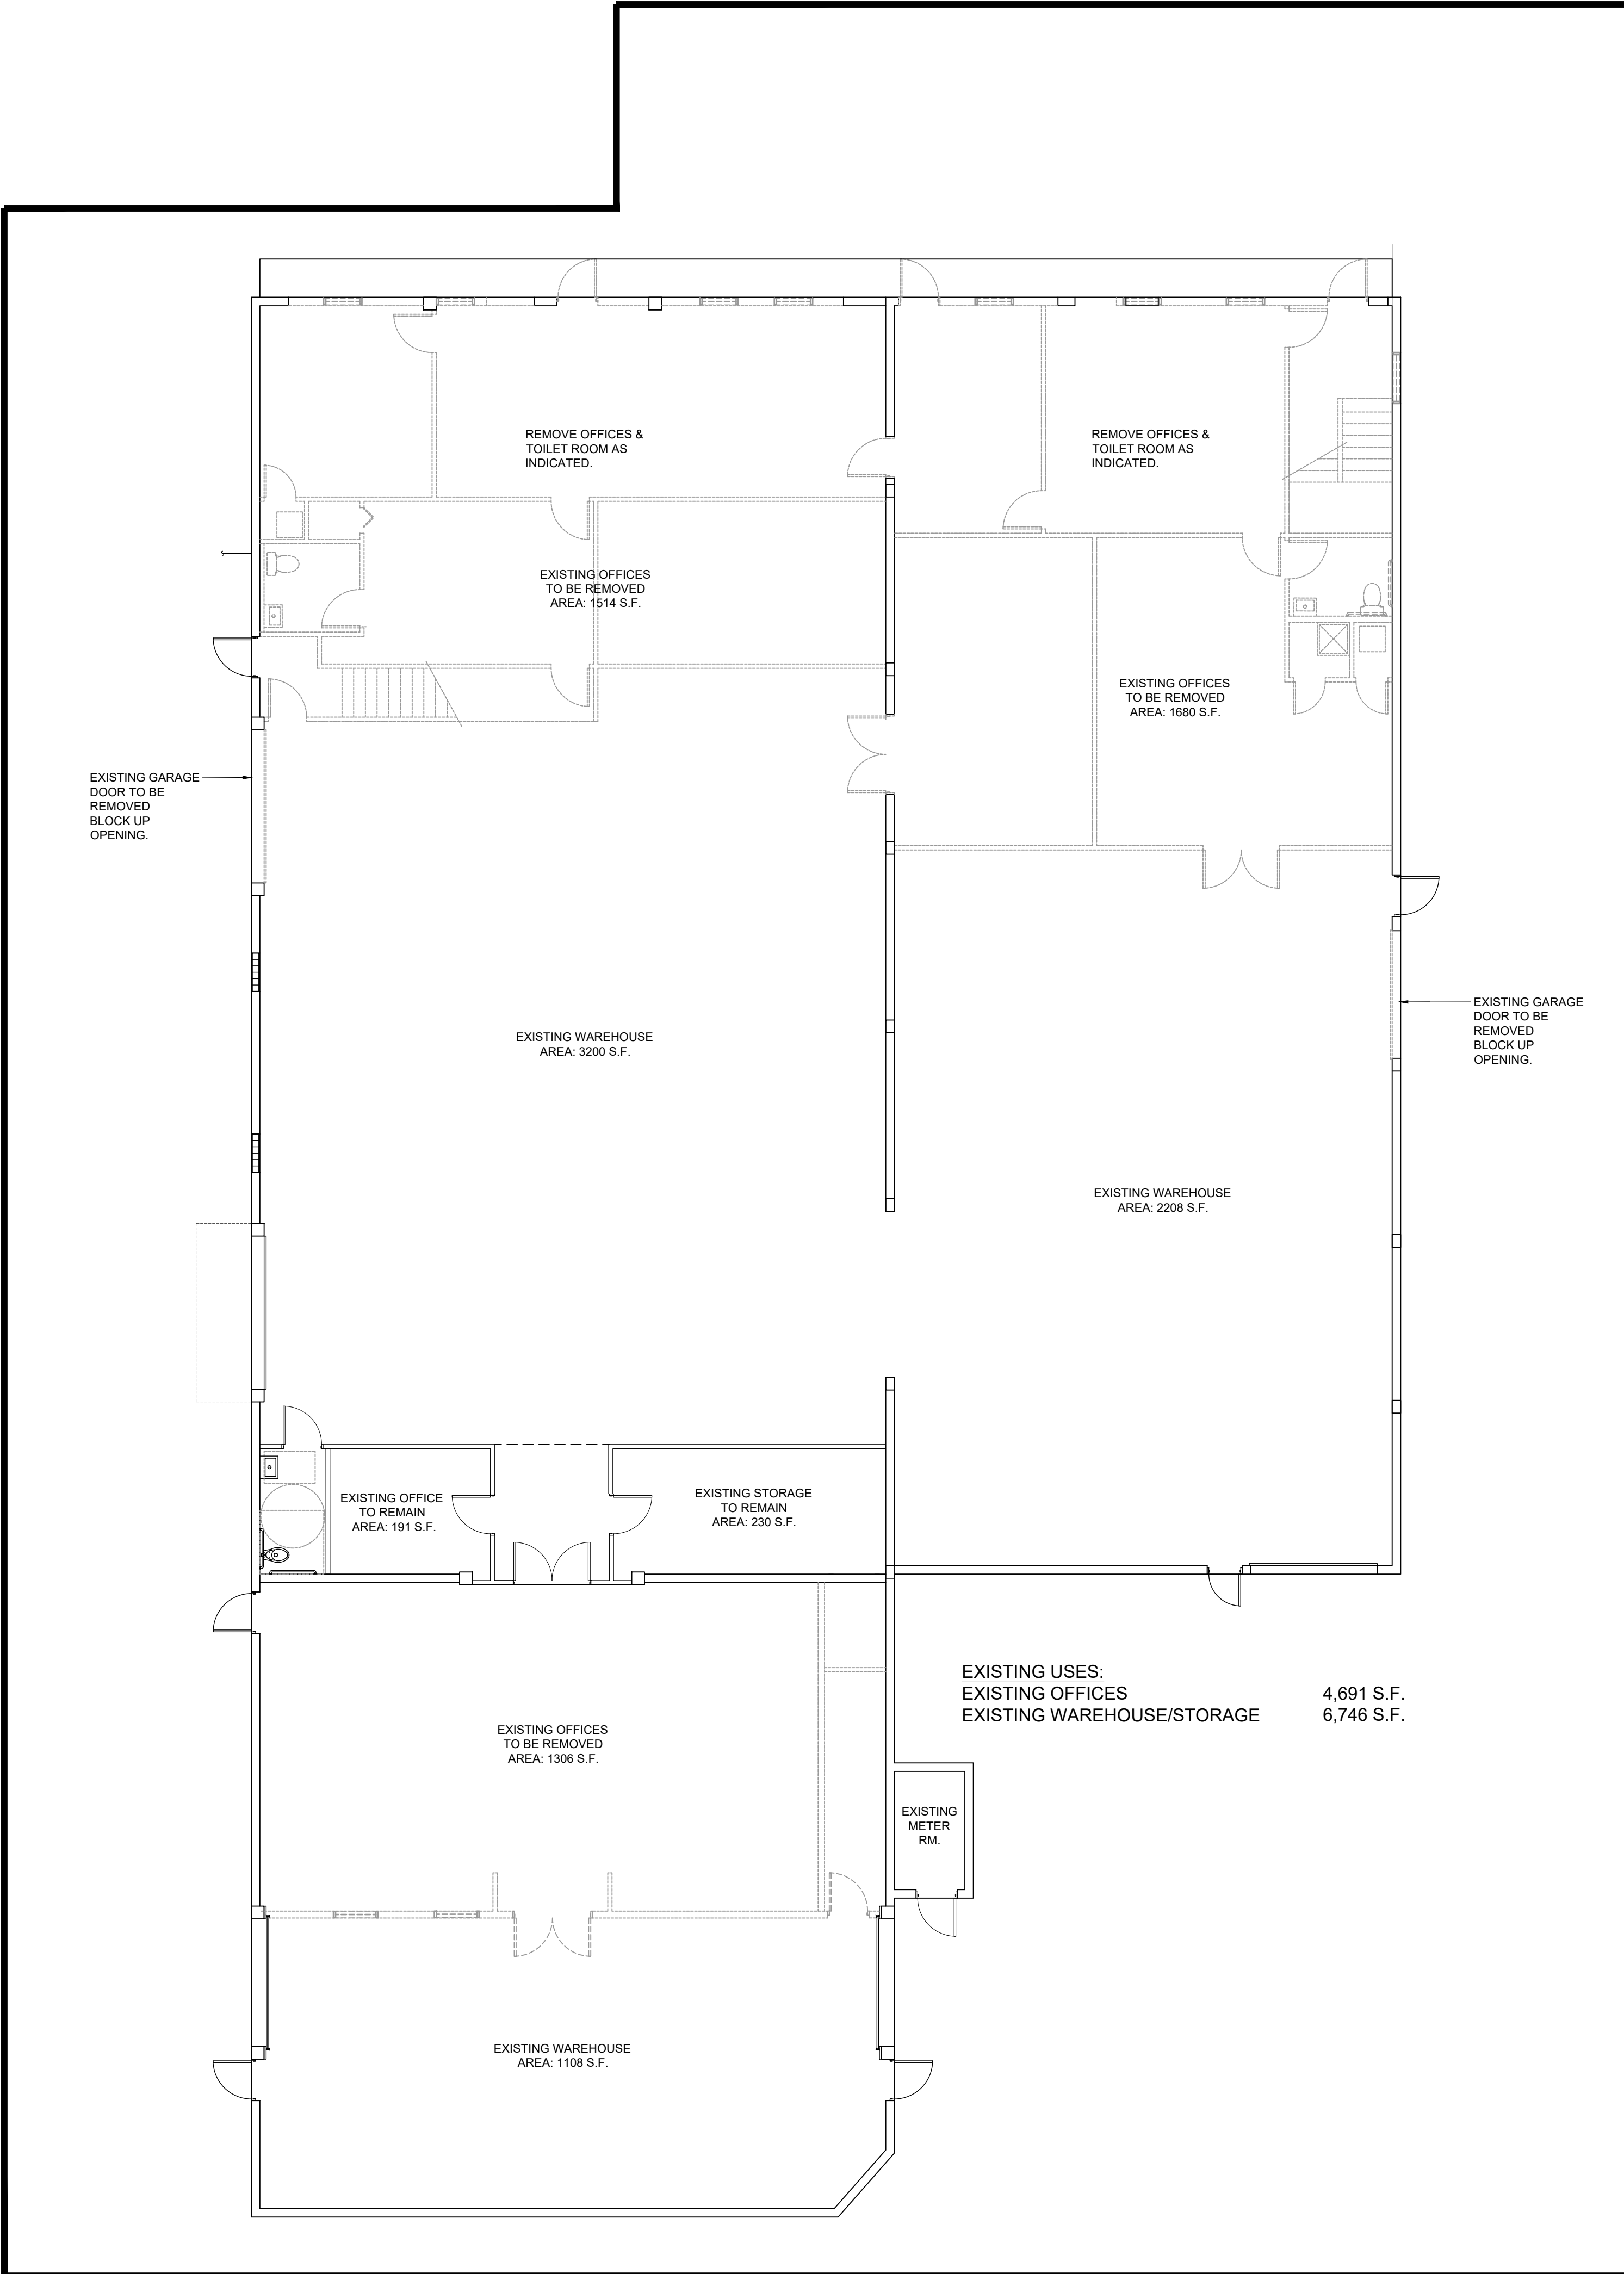 REMOVE OFFICES &
TOILET ROOM AS
INDICATED.
REMOVE OFFICES &
TOILET ROOM AS
INDICATED.
EXISTING OFFICES
TO BE REMOVED
AREA: 1514 S.F.
EXISTING OFFICES
TO BE REMOVED
AREA: 1680 S.F.
EXISTING GARAGE
DOOR TO BE
REMOVED
BLOCK UP
OPENING.
EXISTING GARAGE
DOOR TO BE
REMOVED
BLOCK UP
OPENING.
EXISTING WAREHOUSE
AREA: 3200 S.F.
EXISTING WAREHOUSE
AREA: 2208 S.F.
EXISTING OFFICE
TO REMAIN
AREA: 191 S.F.
EXISTING STORAGE
TO REMAIN
AREA: 230 S.F.
EXISTING USES:
EXISTING OFFICES 4,691 S.F.
EXISTING WAREHOUSE/STORAGE 6,746 S.F.
EXISTING OFFICES
TO BE REMOVED
AREA: 1306 S.F.
EXISTING
METER
RM.
EXISTING WAREHOUSE
AREA: 1108 S.F.